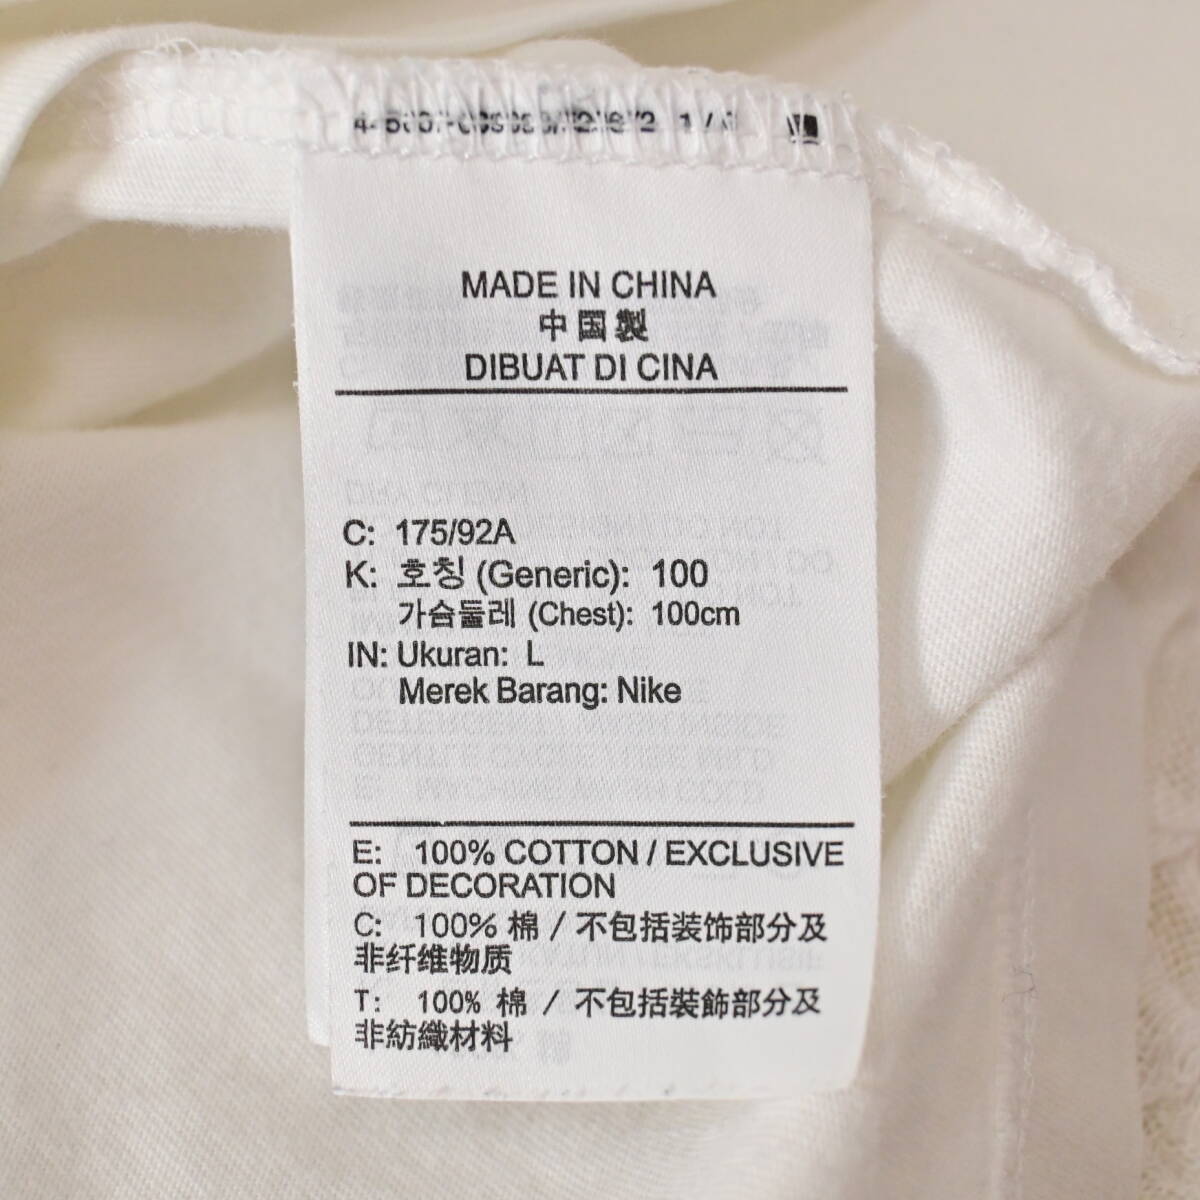 MADE IN CHINA
中国製
DIBUAT DI CINA
C: 175/92A
K: 호칭 (Generic): 100
가슴둘레 (Chest): 100cm
IN: Ukuran: L
Merek Barang: Nike
E: 100% COTTON / EXCLUSIVE
OF DECORATION
C: 100% 棉 / 不包括装饰部分及
非纤维物质
T: 100% 棉 / 不包括裝飾部分及
非紡織材料